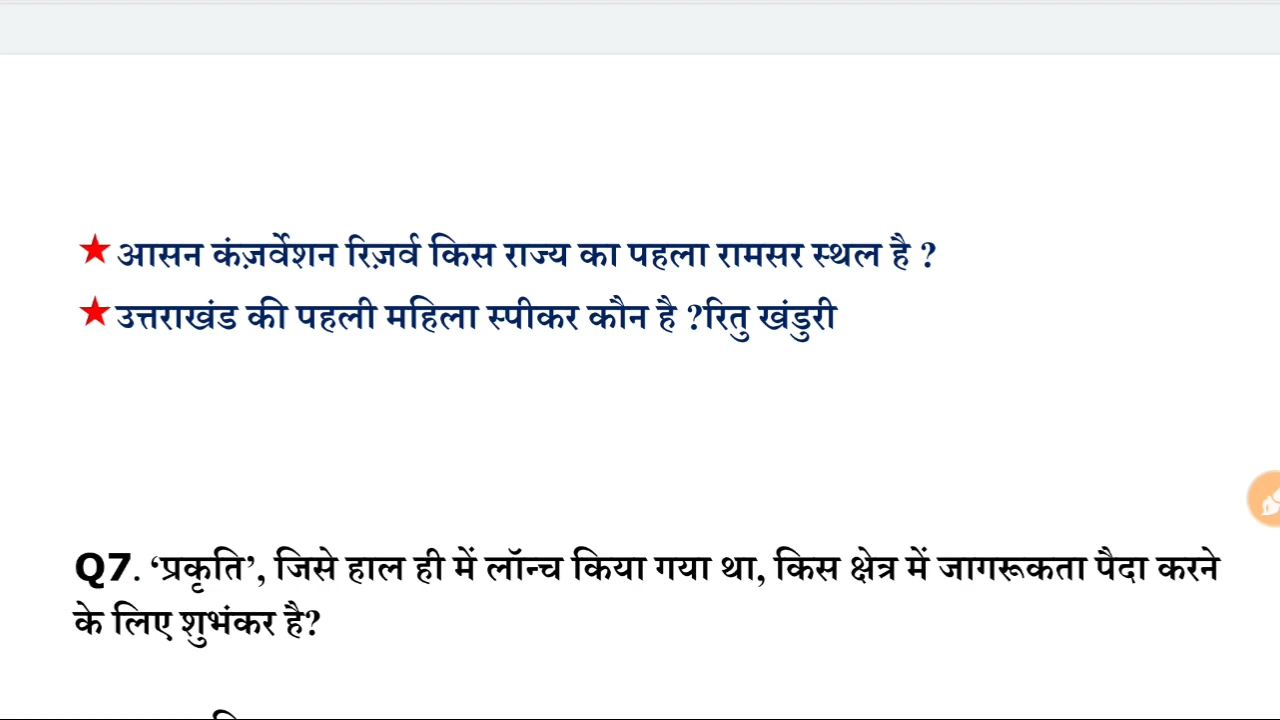 ★आसन कंज़र्वेशन रिज़र्व किस राज्य का पहला रामसर स्थल है ?
★उत्तराखंड की पहली महिला स्पीकर कौन है ?रितु खंडुरी
Q7. ‘प्रकृति’, जिसे हाल ही में लॉन्च किया गया था, किस क्षेत्र में जागरूकता पैदा करने
के लिए शुभंकर है?